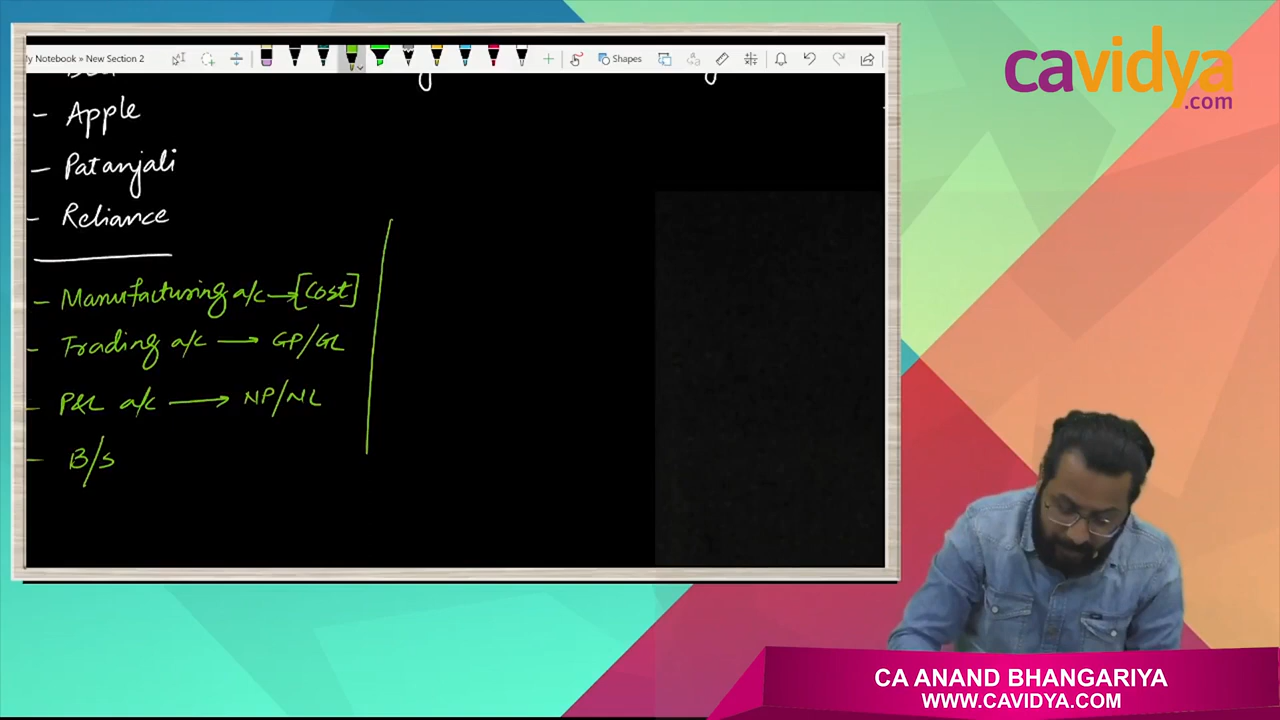 My Notebook » New Section 2
Shapes
cavidya
.com
- Apple
- Patanjali
- Reliance
- Manufacturing a/c → [Cost]
- Trading a/c → GP/GL
- P&L a/c → NP/NL
- B/S
CA ANAND BHANGARIYA
WWW.CAVIDYA.COM